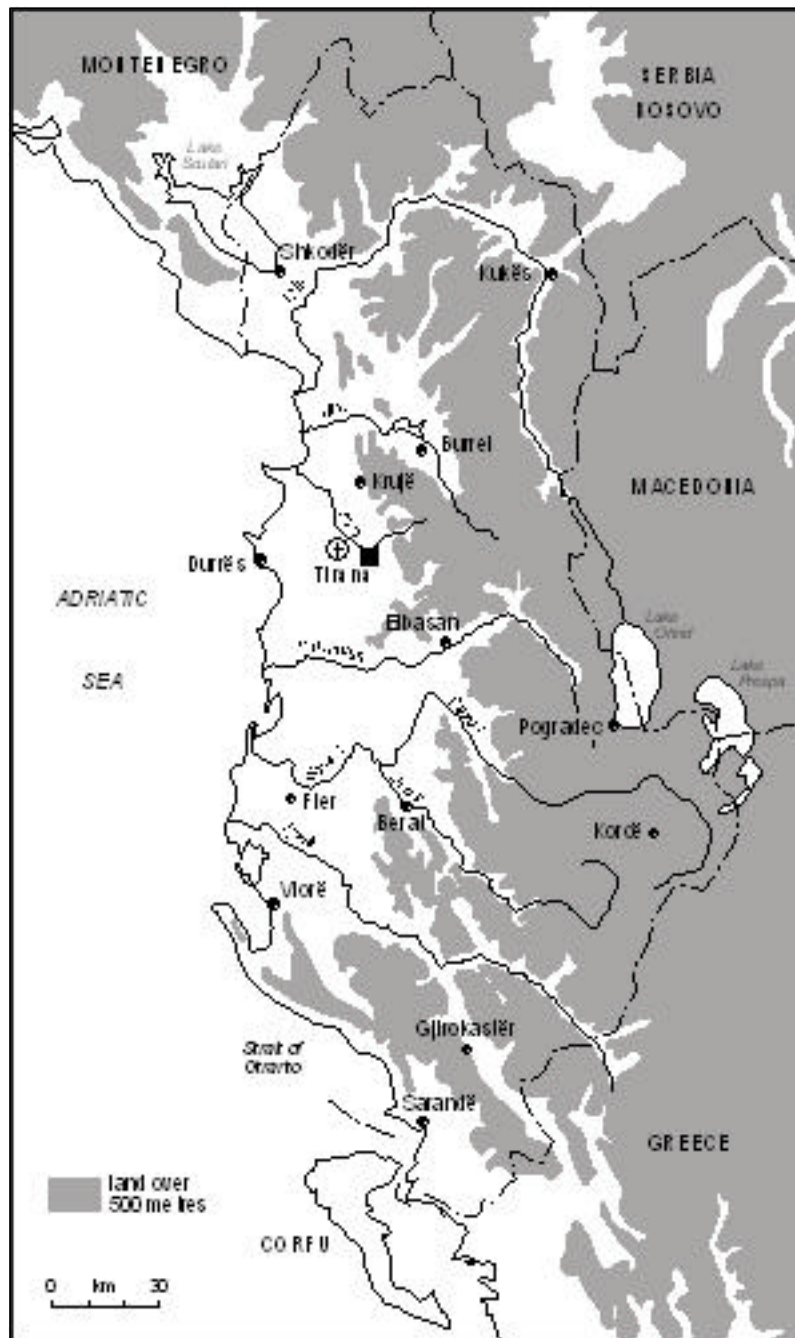 MONTENEGRO
SERBIA
KOSOVO
Lake
Scutari
Shkodër
Kukës
Burrel
Krujë
MACEDONIA
Durrës
Tirana
ADRIATIC
SEA
Elbasan
Lake
Ohrid
Lake
Prespa
Pogradec
Fier
Berat
Kordë
Vlorë
Gjirokastër
Strait of
Otranto
Sarandë
GREECE
land over
500 metres
CORFU
0 km 30